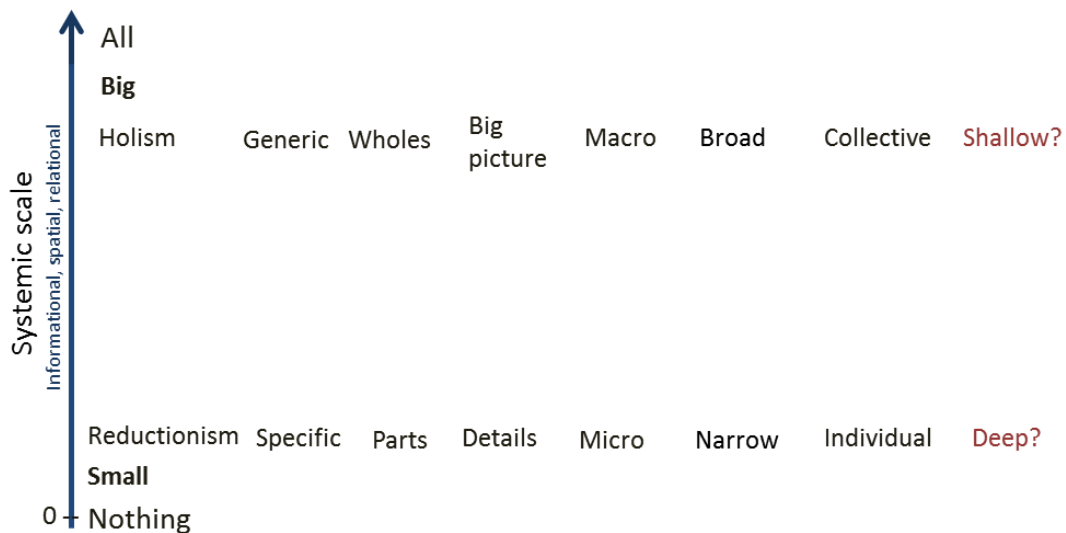 All
Big
Holism Generic Wholes Big picture Macro Broad Collective Shallow?
Systemic scale
Informational, spatial, relational
Reductionism Specific Parts Details Micro Narrow Individual Deep?
Small
0 Nothing